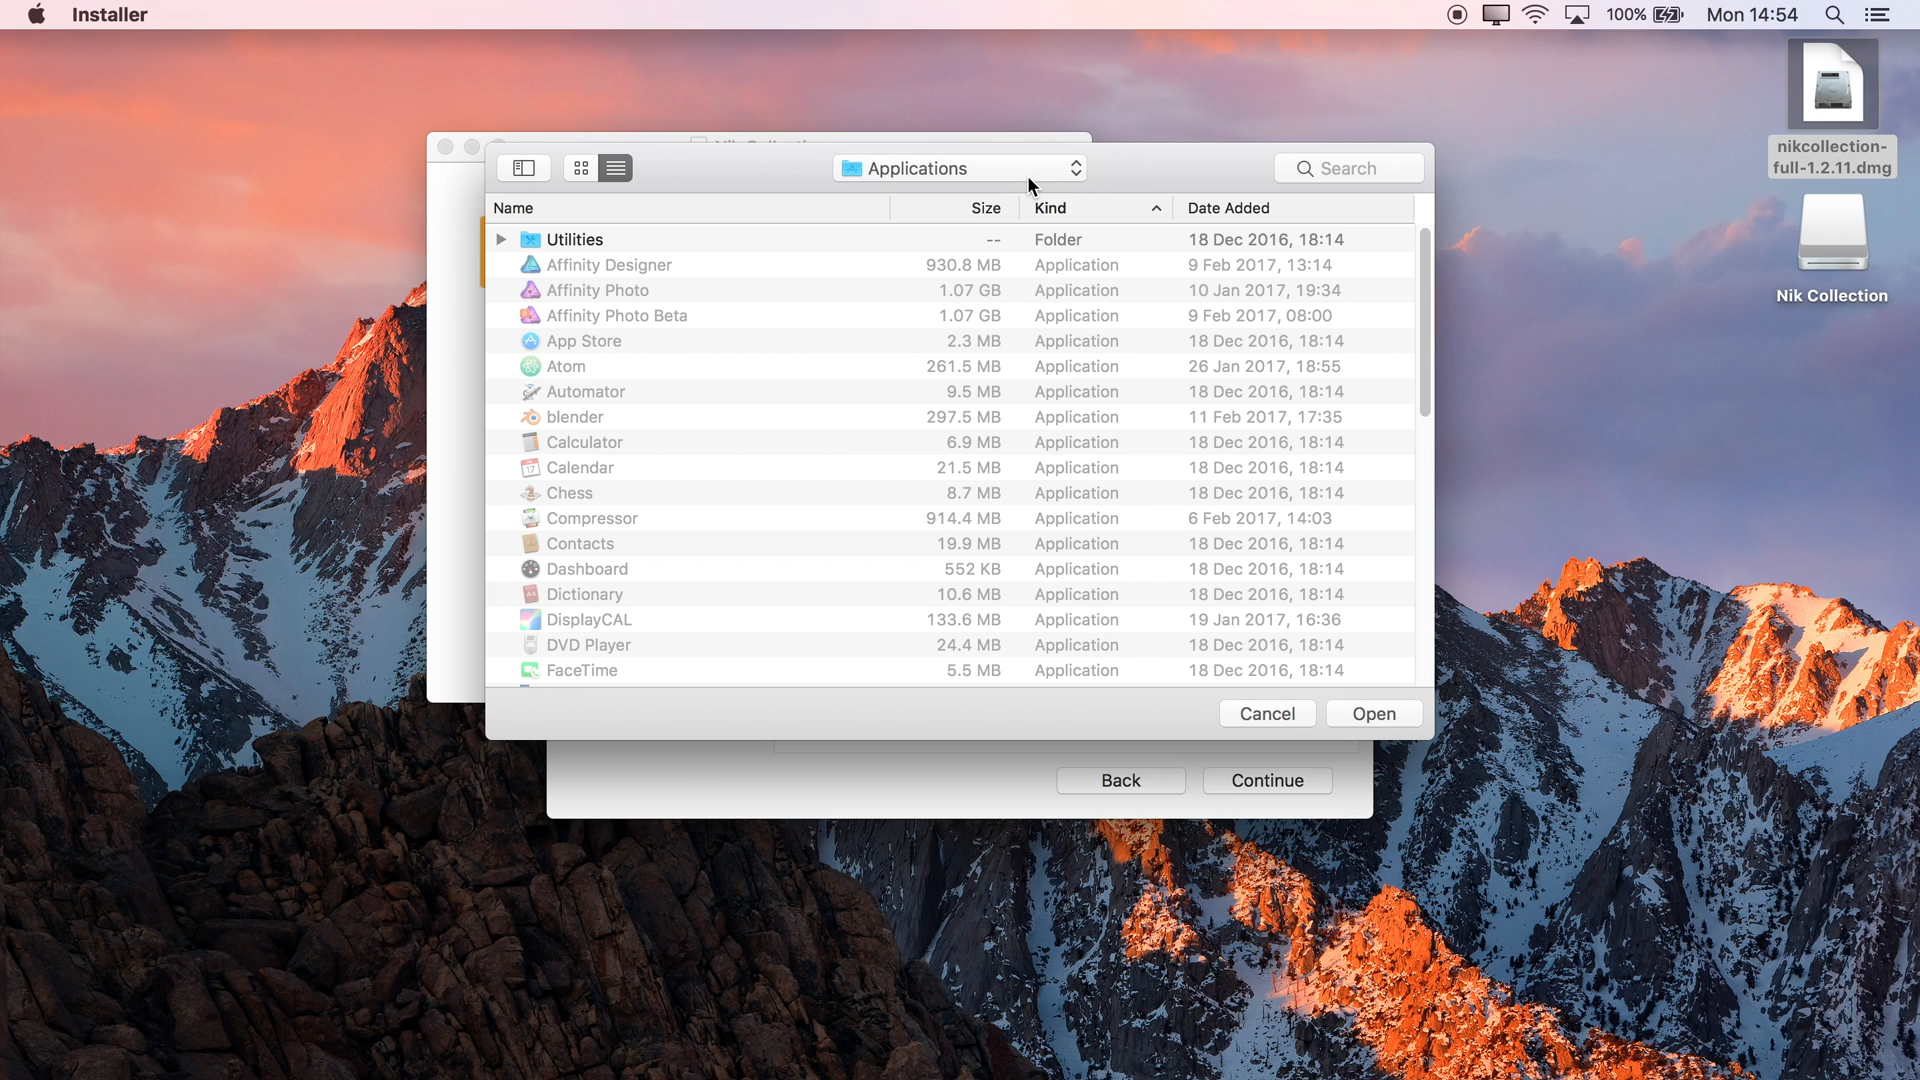 Installer
100%
Mon 14:54
nikcollection-
full-1.2.11.dmg
Nik Collection
Applications
Search
Name Size Kind Date Added
Utilities -- Folder 18 Dec 2016, 18:14
Affinity Designer 930.8 MB Application 9 Feb 2017, 13:14
Affinity Photo 1.07 GB Application 10 Jan 2017, 19:34
Affinity Photo Beta 1.07 GB Application 9 Feb 2017, 08:00
App Store 2.3 MB Application 18 Dec 2016, 18:14
Atom 261.5 MB Application 26 Jan 2017, 18:55
Automator 9.5 MB Application 18 Dec 2016, 18:14
blender 297.5 MB Application 11 Feb 2017, 17:35
Calculator 6.9 MB Application 18 Dec 2016, 18:14
Calendar 21.5 MB Application 18 Dec 2016, 18:14
Chess 8.7 MB Application 18 Dec 2016, 18:14
Compressor 914.4 MB Application 6 Feb 2017, 14:03
Contacts 19.9 MB Application 18 Dec 2016, 18:14
Dashboard 552 KB Application 18 Dec 2016, 18:14
Dictionary 10.6 MB Application 18 Dec 2016, 18:14
DisplayCAL 133.6 MB Application 19 Jan 2017, 16:36
DVD Player 24.4 MB Application 18 Dec 2016, 18:14
FaceTime 5.5 MB Application 18 Dec 2016, 18:14
Cancel Open
Back Continue